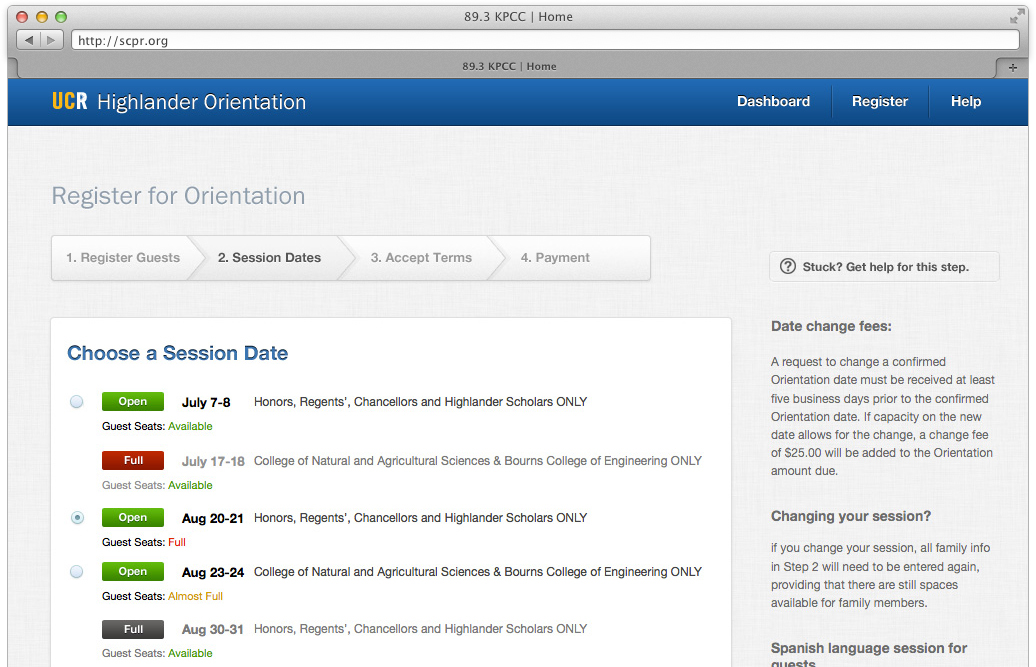 89.3 KPCC | Home
http://scpr.org
89.3 KPCC | Home
UCR Highlander Orientation
Dashboard
Register
Help
Register for Orientation
1. Register Guests
2. Session Dates
3. Accept Terms
4. Payment
Choose a Session Date
Open
July 7-8
Honors, Regents', Chancellors and Highlander Scholars ONLY
Guest Seats: Available
Full
July 17-18
College of Natural and Agricultural Sciences & Bourns College of Engineering ONLY
Guest Seats: Available
Open
Aug 20-21
Honors, Regents', Chancellors and Highlander Scholars ONLY
Guest Seats: Full
Open
Aug 23-24
College of Natural and Agricultural Sciences & Bourns College of Engineering ONLY
Guest Seats: Almost Full
Full
Aug 30-31
Honors, Regents', Chancellors and Highlander Scholars ONLY
Guest Seats: Available
Stuck? Get help for this step.
Date change fees:
A request to change a confirmed
Orientation date must be received at least
five business days prior to the confirmed
Orientation date. If capacity on the new
date allows for the change, a change fee
of $25.00 will be added to the Orientation
amount due.
Changing your session?
if you change your session, all family info
in Step 2 will need to be entered again,
providing that there are still spaces
available for family members.
Spanish language session for
guests